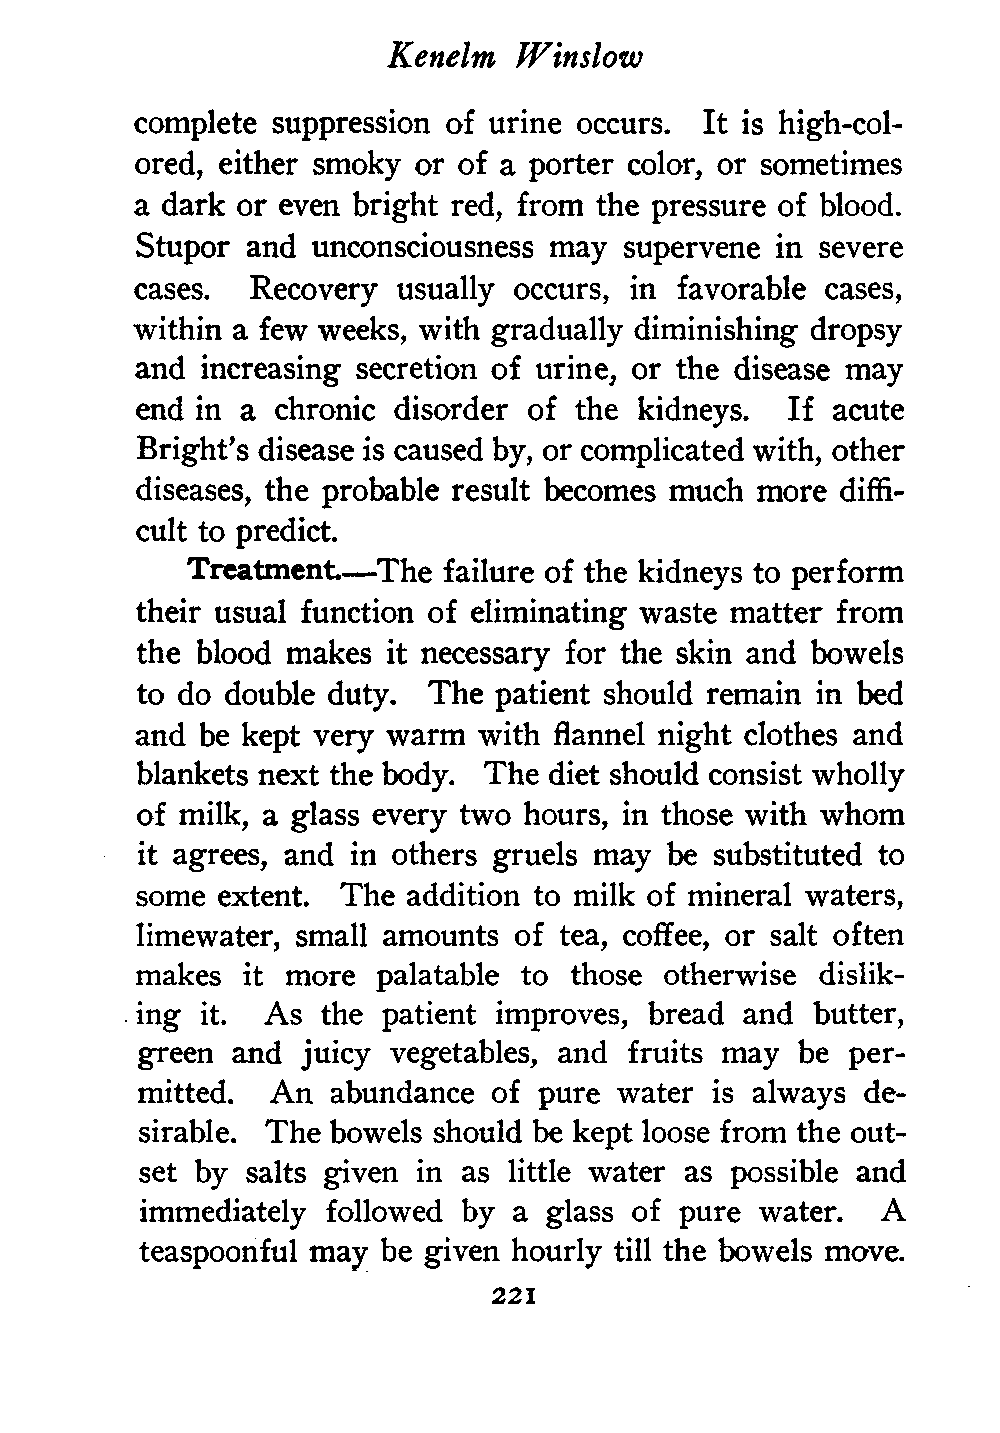 Kenelm Winslow
complete suppression of urine occurs. It is high-col-
ored, either smoky or of a porter color, or sometimes
a dark or even bright red, from the pressure of blood.
Stupor and unconsciousness may supervene in severe
cases. Recovery usually occurs, in favorable cases,
within a few weeks, with gradually diminishing dropsy
and increasing secretion of urine, or the disease may
end in a chronic disorder of the kidneys. If acute
Bright's disease is caused by, or complicated with, other
diseases, the probable result becomes much more diffi-
cult to predict.
Treatment.—The failure of the kidneys to perform
their usual function of eliminating waste matter from
the blood makes it necessary for the skin and bowels
to do double duty. The patient should remain in bed
and be kept very warm with flannel night clothes and
blankets next the body. The diet should consist wholly
of milk, a glass every two hours, in those with whom
it agrees, and in others gruels may be substituted to
some extent. The addition to milk of mineral waters,
limewater, small amounts of tea, coffee, or salt often
makes it more palatable to those otherwise dislik-
ing it. As the patient improves, bread and butter,
green and juicy vegetables, and fruits may be per-
mitted. An abundance of pure water is always de-
sirable. The bowels should be kept loose from the out-
set by salts given in as little water as possible and
immediately followed by a glass of pure water. A
teaspoonful may be given hourly till the bowels move.
221